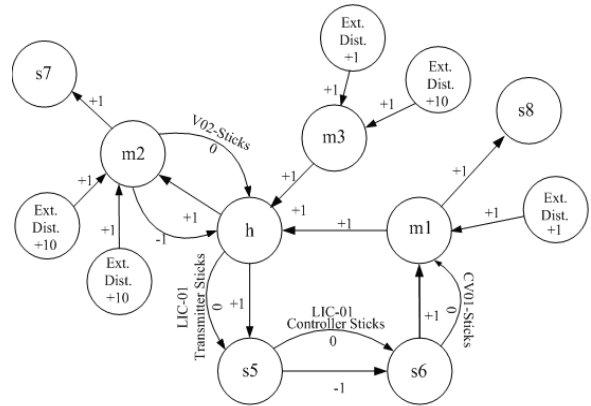 Ext.
Dist.
+1
s7
+1
Ext.
Dist.
+10
+1
+1
s8
V02-Sticks
0
m3
m2
+1
+1
+1
Ext.
Dist.
+10
+1
-1
+1
+1
h
+1
m1
+1
Ext.
Dist.
+1
+1
Ext.
Dist.
+10
LIC-01
Transmitter Sticks
0
+1
LIC-01
Controller Sticks
0
+1
0
CV01-Sticks
s5
-1
s6